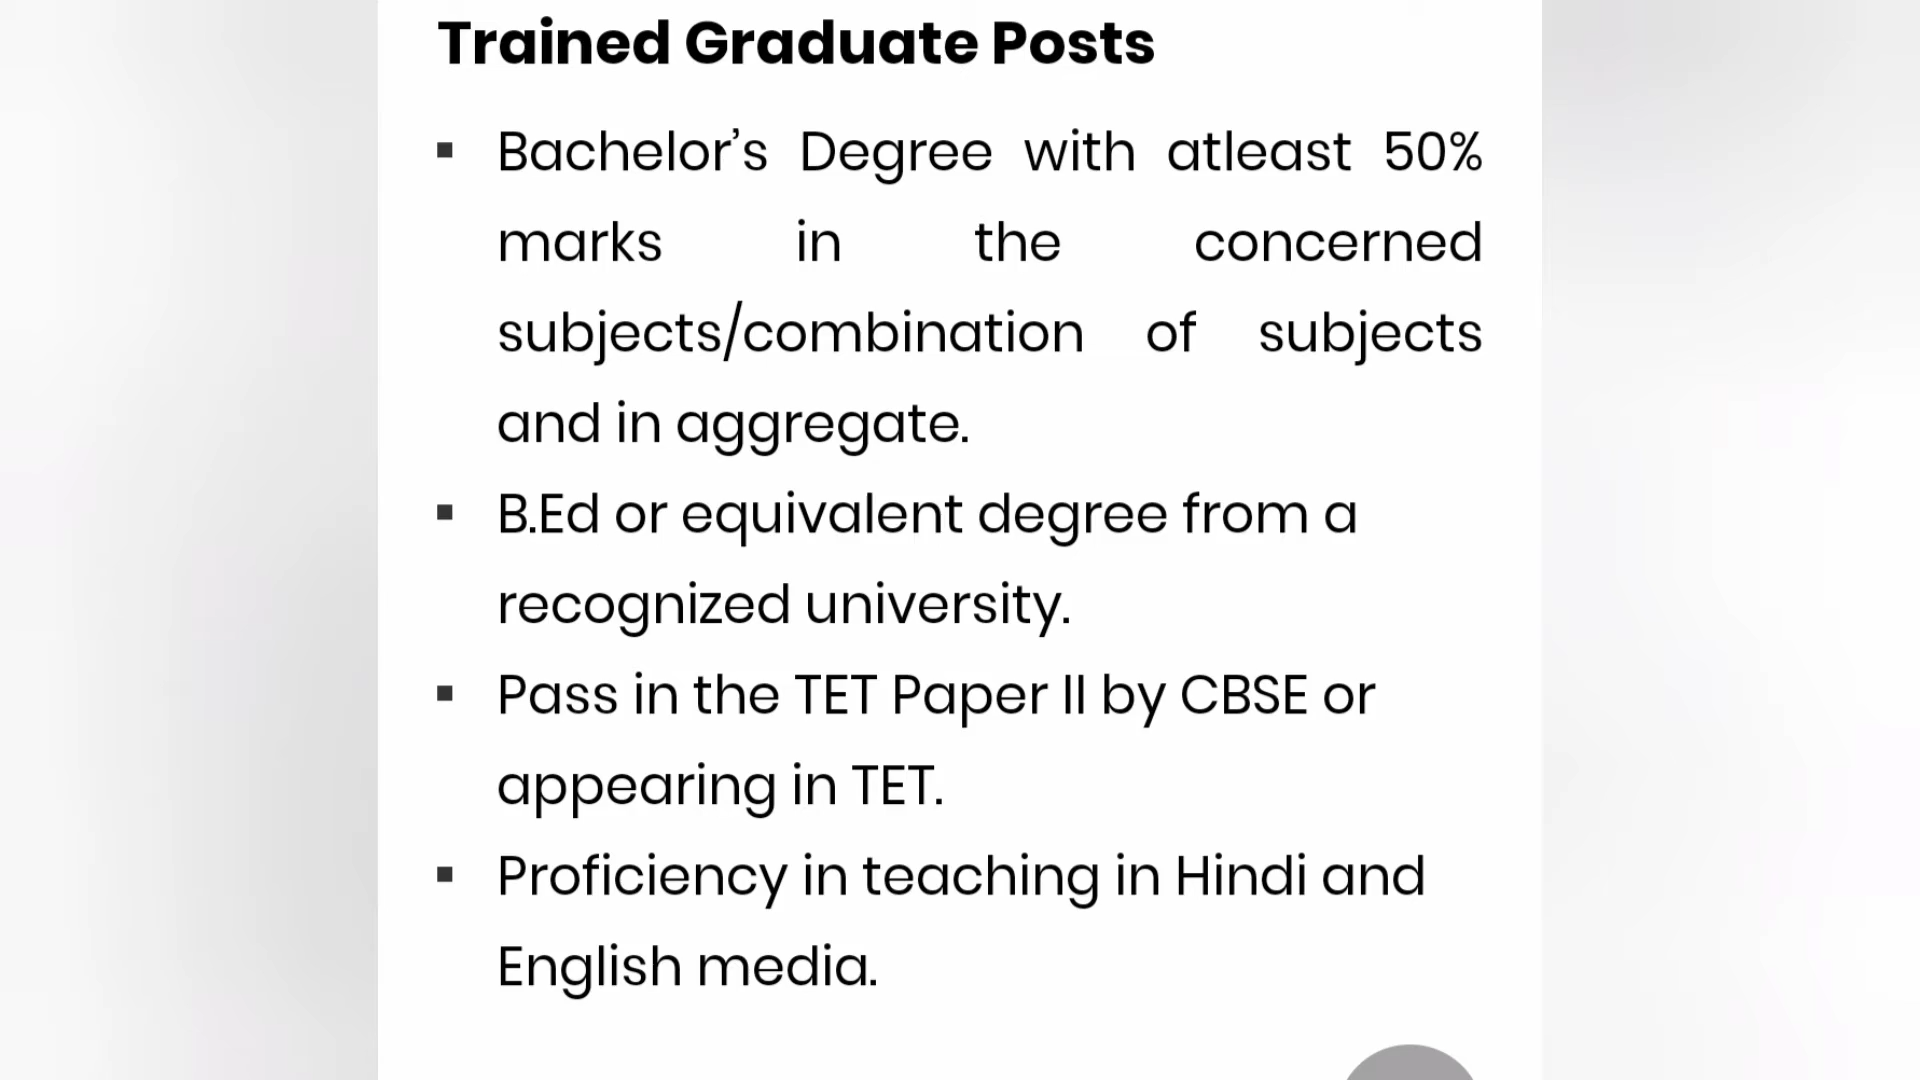 Trained Graduate Posts
▪ Bachelor’s Degree with atleast 50%
marks in the concerned
subjects/combination of subjects
and in aggregate.
▪ B.Ed or equivalent degree from a
recognized university.
▪ Pass in the TET Paper II by CBSE or
appearing in TET.
▪ Proficiency in teaching in Hindi and
English media.